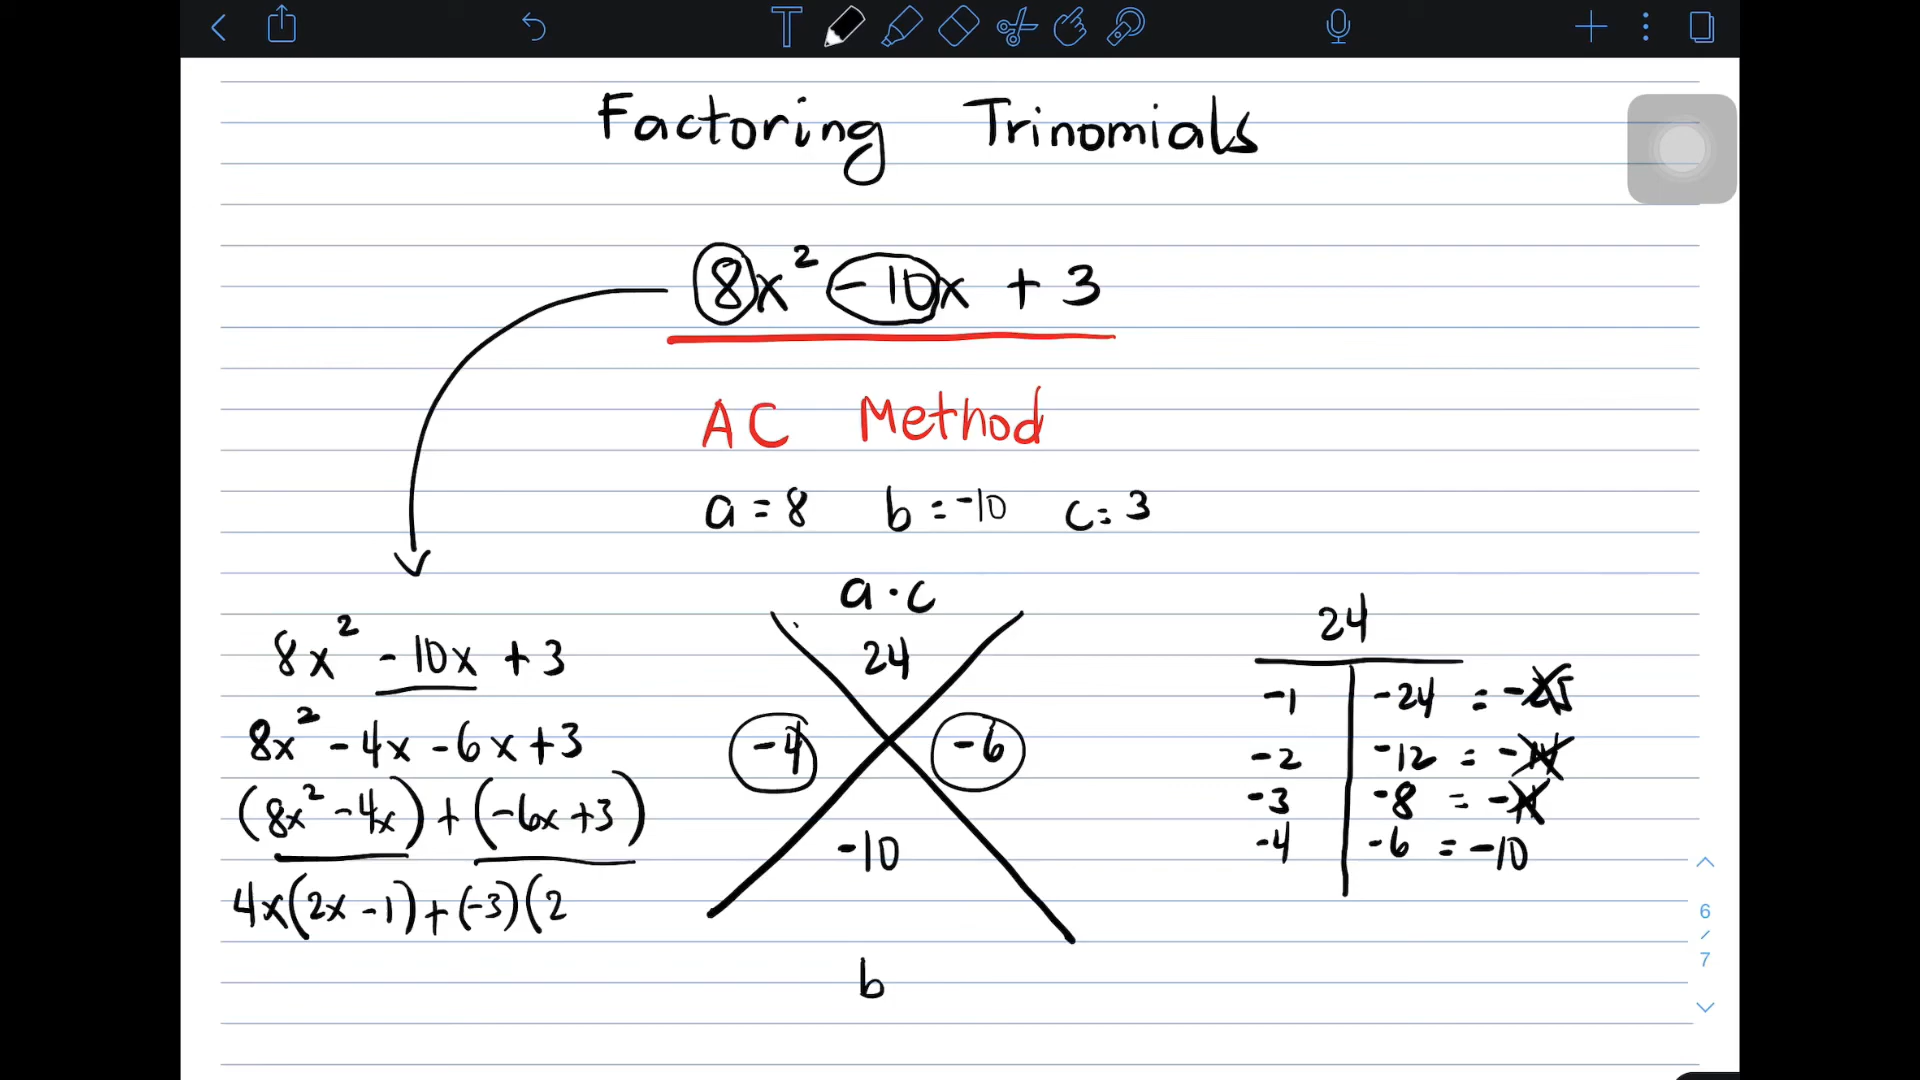 Factoring Trinomials
8x² -10x + 3
AC Method
a = 8 b = -10 c = 3
a · c
24
-4 -6
-10
b
8x² - 10x + 3
8x² - 4x - 6x + 3
(8x² - 4x) + (-6x + 3)
4x(2x - 1) + (-3)(2
24
-1 -24 = -25
-2 -12 = -14
-3 -8 = -11
-4 -6 = -10
6
/
7